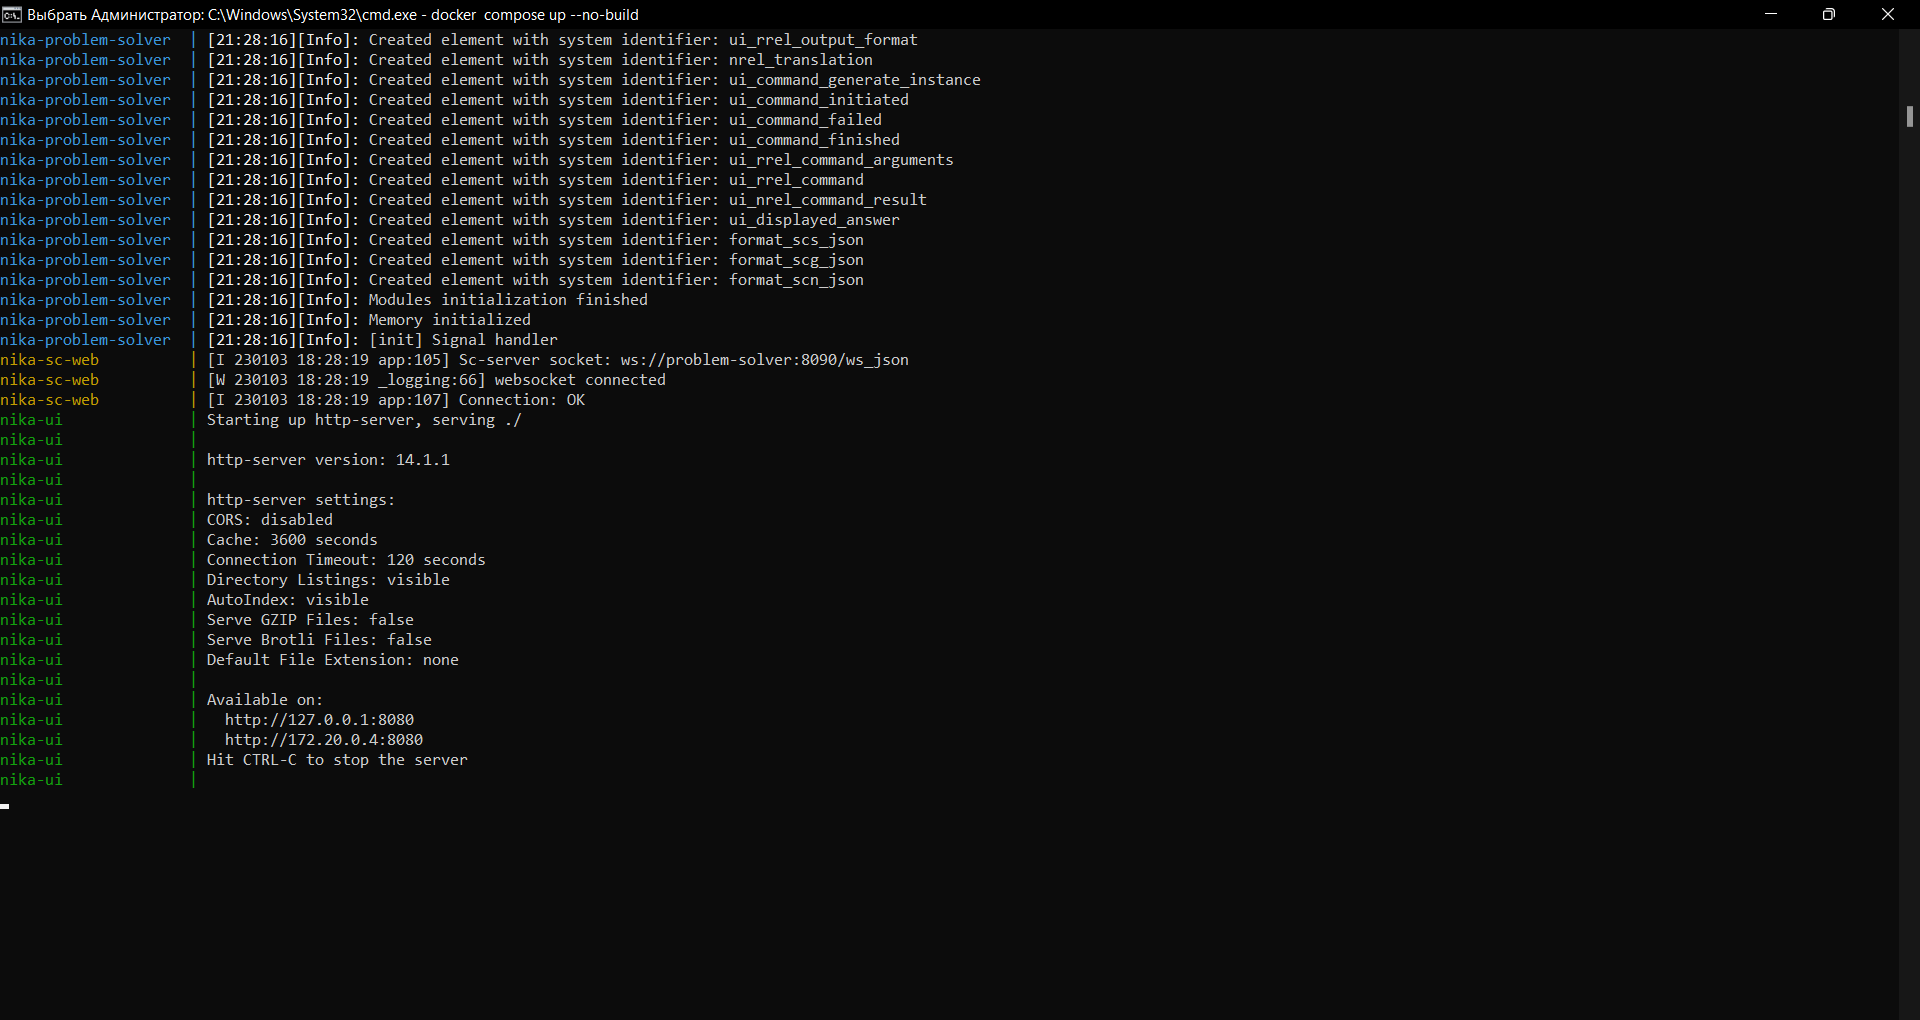 Выбрать Администратор: C:\Windows\System32\cmd.exe - docker  compose up --no-build
nika-problem-solver  | [21:28:16][Info]: Created element with system identifier: ui_rrel_output_format
nika-problem-solver  | [21:28:16][Info]: Created element with system identifier: nrel_translation
nika-problem-solver  | [21:28:16][Info]: Created element with system identifier: ui_command_generate_instance
nika-problem-solver  | [21:28:16][Info]: Created element with system identifier: ui_command_initiated
nika-problem-solver  | [21:28:16][Info]: Created element with system identifier: ui_command_failed
nika-problem-solver  | [21:28:16][Info]: Created element with system identifier: ui_command_finished
nika-problem-solver  | [21:28:16][Info]: Created element with system identifier: ui_rrel_command_arguments
nika-problem-solver  | [21:28:16][Info]: Created element with system identifier: ui_rrel_command
nika-problem-solver  | [21:28:16][Info]: Created element with system identifier: ui_nrel_command_result
nika-problem-solver  | [21:28:16][Info]: Created element with system identifier: ui_displayed_answer
nika-problem-solver  | [21:28:16][Info]: Created element with system identifier: format_scs_json
nika-problem-solver  | [21:28:16][Info]: Created element with system identifier: format_scg_json
nika-problem-solver  | [21:28:16][Info]: Created element with system identifier: format_scn_json
nika-problem-solver  | [21:28:16][Info]: Modules initialization finished
nika-problem-solver  | [21:28:16][Info]: Memory initialized
nika-problem-solver  | [21:28:16][Info]: [init] Signal handler
nika-sc-web          | [I 230103 18:28:19 app:105] Sc-server socket: ws://problem-solver:8090/ws_json
nika-sc-web          | [W 230103 18:28:19 _logging:66] websocket connected
nika-sc-web          | [I 230103 18:28:19 app:107] Connection: OK
nika-ui              | Starting up http-server, serving ./
nika-ui              |
nika-ui              | http-server version: 14.1.1
nika-ui              |
nika-ui              | http-server settings:
nika-ui              | CORS: disabled
nika-ui              | Cache: 3600 seconds
nika-ui              | Connection Timeout: 120 seconds
nika-ui              | Directory Listings: visible
nika-ui              | AutoIndex: visible
nika-ui              | Serve GZIP Files: false
nika-ui              | Serve Brotli Files: false
nika-ui              | Default File Extension: none
nika-ui              |
nika-ui              | Available on:
nika-ui              |   http://127.0.0.1:8080
nika-ui              |   http://172.20.0.4:8080
nika-ui              | Hit CTRL-C to stop the server
nika-ui              |